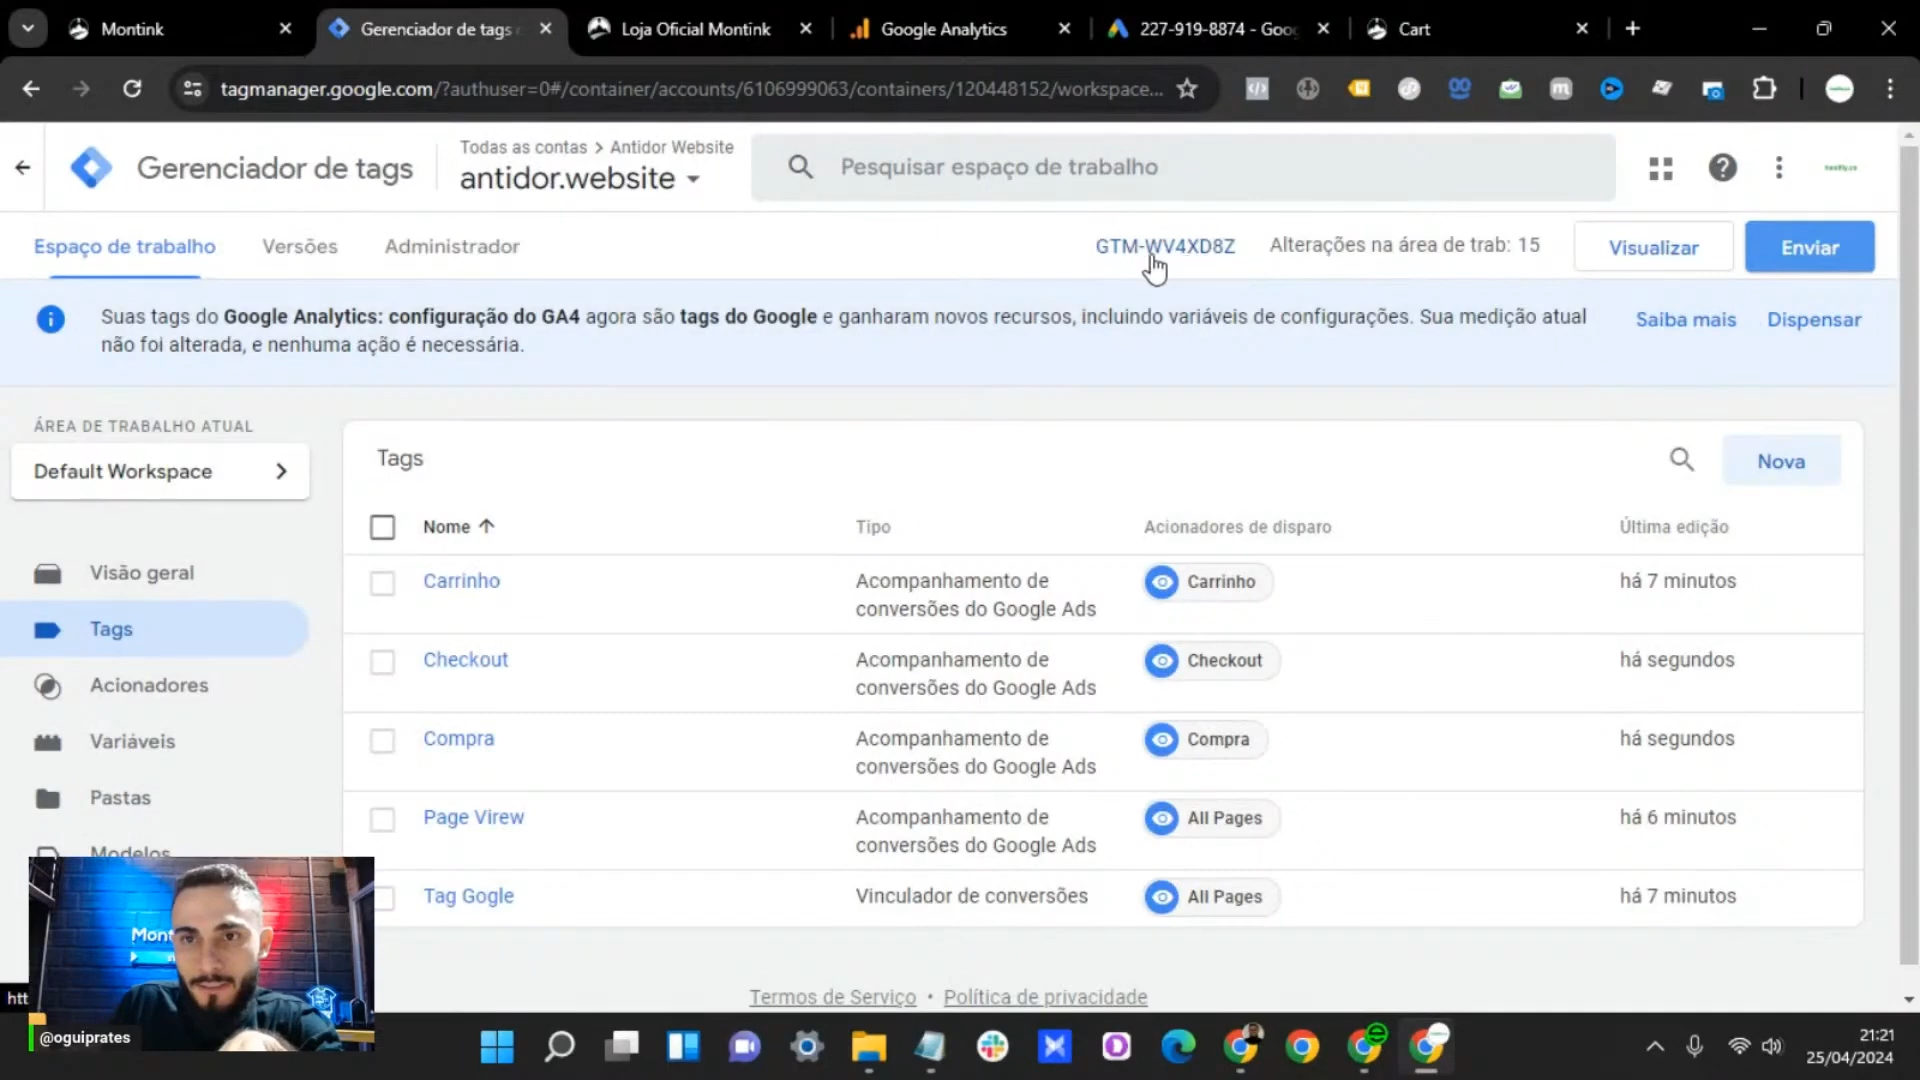 Montink
Gerenciador de tags
Loja Oficial Montink
Google Analytics
227-919-8874 - Goog
Cart
tagmanager.google.com/?authuser=0#/container/accounts/6106999063/containers/120448152/workspace...
Gerenciador de tags
Todas as contas > Antidor Website
antidor.website
Pesquisar espaço de trabalho
Espaço de trabalho
Versões
Administrador
GTM-WV4XD8Z
Alterações na área de trab: 15
Visualizar
Enviar
Suas tags do Google Analytics: configuração do GA4 agora são tags do Google e ganharam novos recursos, incluindo variáveis de configurações. Sua medição atual
não foi alterada, e nenhuma ação é necessária.
Saiba mais
Dispensar
ÁREA DE TRABALHO ATUAL
Default Workspace
Visão geral
Tags
Acionadores
Variáveis
Pastas
Modelos
Tags
Nova
Nome
Tipo
Acionadores de disparo
Última edição
Carrinho
Acompanhamento de
conversões do Google Ads
Carrinho
há 7 minutos
Checkout
Acompanhamento de
conversões do Google Ads
Checkout
há segundos
Compra
Acompanhamento de
conversões do Google Ads
Compra
há segundos
Page Virew
Acompanhamento de
conversões do Google Ads
All Pages
há 6 minutos
Tag Gogle
Vinculador de conversões
All Pages
há 7 minutos
Termos de Serviço • Política de privacidade
htt
Mont
@oguiprates
21:21
25/04/2024